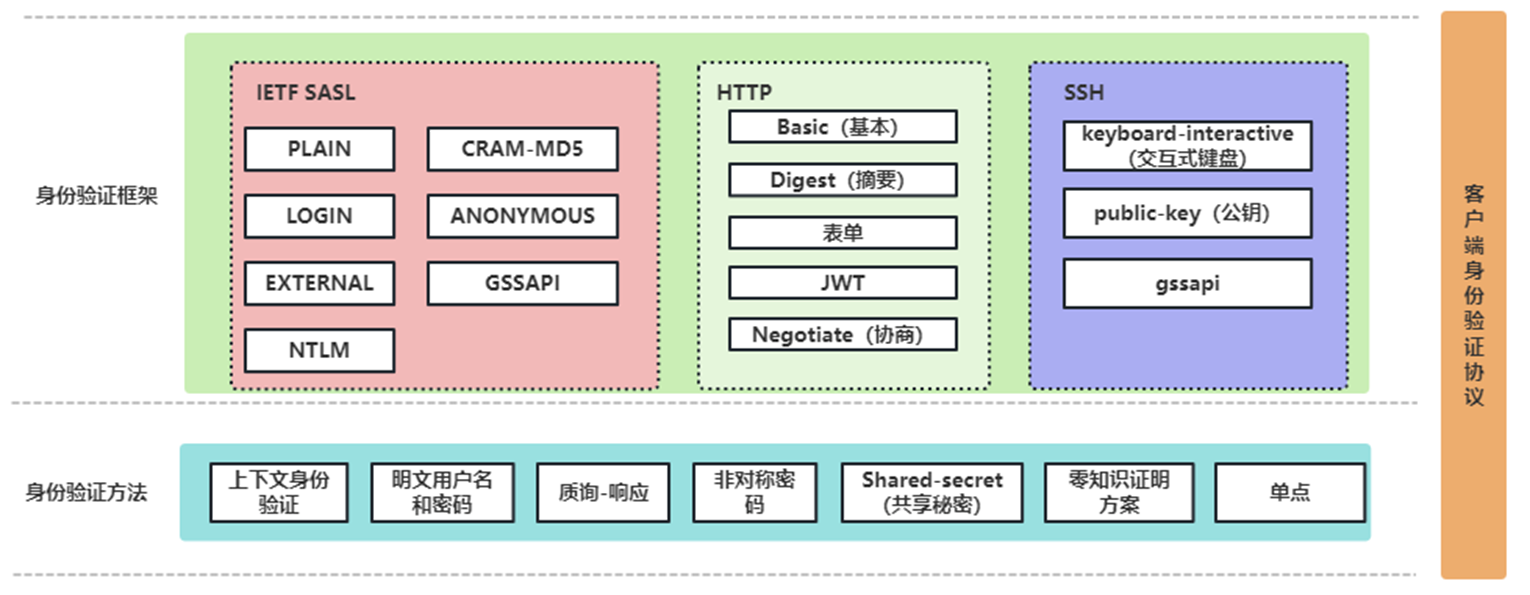 身份验证框架
IETF SASL
PLAIN
CRAM-MD5
LOGIN
ANONYMOUS
EXTERNAL
GSSAPI
NTLM
HTTP
Basic（基本）
Digest（摘要）
表单
JWT
Negotiate（协商）
SSH
keyboard-interactive
(交互式键盘)
public-key（公钥）
gssapi
身份验证方法
上下文身份
验证
明文用户名
和密码
质询-响应
非对称密
码
Shared-secret
(共享秘密)
零知识证明
方案
单点
客户端身份验证协议